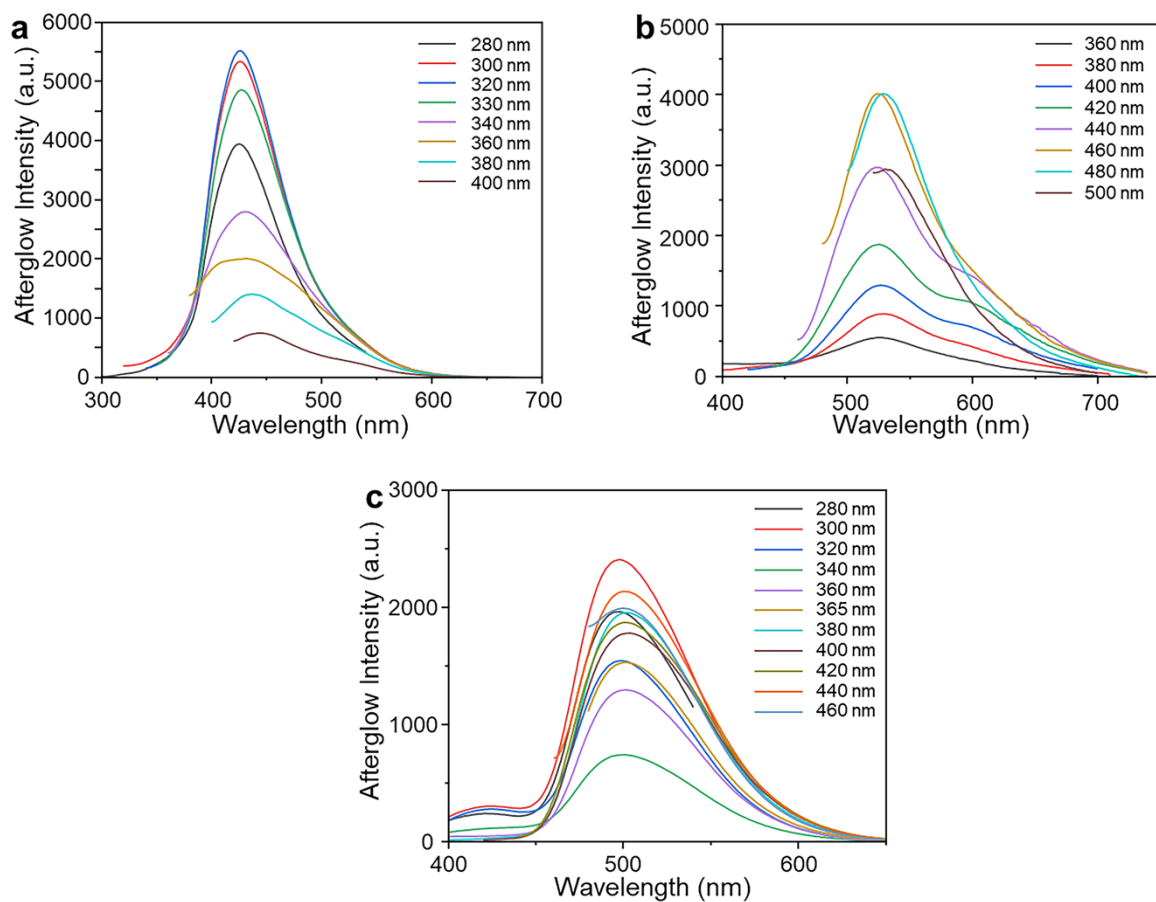 a
Afterglow Intensity (a.u.)
6000
5000
4000
3000
2000
1000
0
300 400 500 600 700
Wavelength (nm)
280 nm
300 nm
320 nm
330 nm
340 nm
360 nm
380 nm
400 nm
b
Afterglow Intensity (a.u.)
5000
4000
3000
2000
1000
0
400 500 600 700
Wavelength (nm)
360 nm
380 nm
400 nm
420 nm
440 nm
460 nm
480 nm
500 nm
c
Afterglow Intensity (a.u.)
3000
2000
1000
0
400 500 600
Wavelength (nm)
280 nm
300 nm
320 nm
340 nm
360 nm
365 nm
380 nm
400 nm
420 nm
440 nm
460 nm